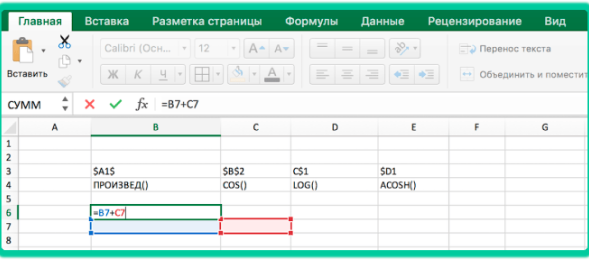 Главная Вставка Разметка страницы Формулы Данные Рецензирование Вид
Calibri (Осн... 12 A A Перенос текста
Вставить Ж К Ч A Объединить и поместит
СУММ fx =B7+C7
A B C D E F G
1
2
3 $A1$ $B$2 C$1 $D1
4 ПРОИЗВЕД() COS() LOG() ACOSH()
5
6 =B7+C7
7
8